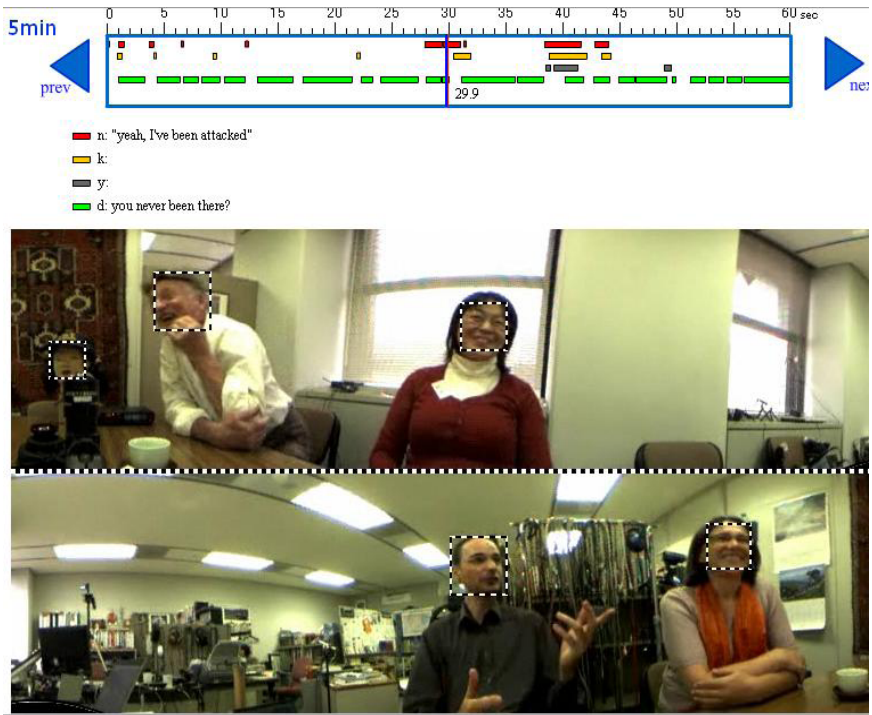 0 5 10 15 20 25 30 35 40 45 50 55 60 sec
5min
prev
next
29.9
n: "yeah, I've been attacked"
k:
y:
d: you never been there?